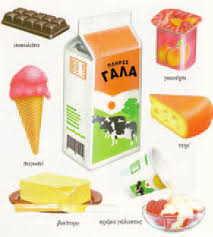 σοκολάτα
ΠΛΗΡΕΣ
ΓΑΛΑ
γιαούρτι
παγωτό
τυρί
βούτυρο
κρέμα γάλακτος